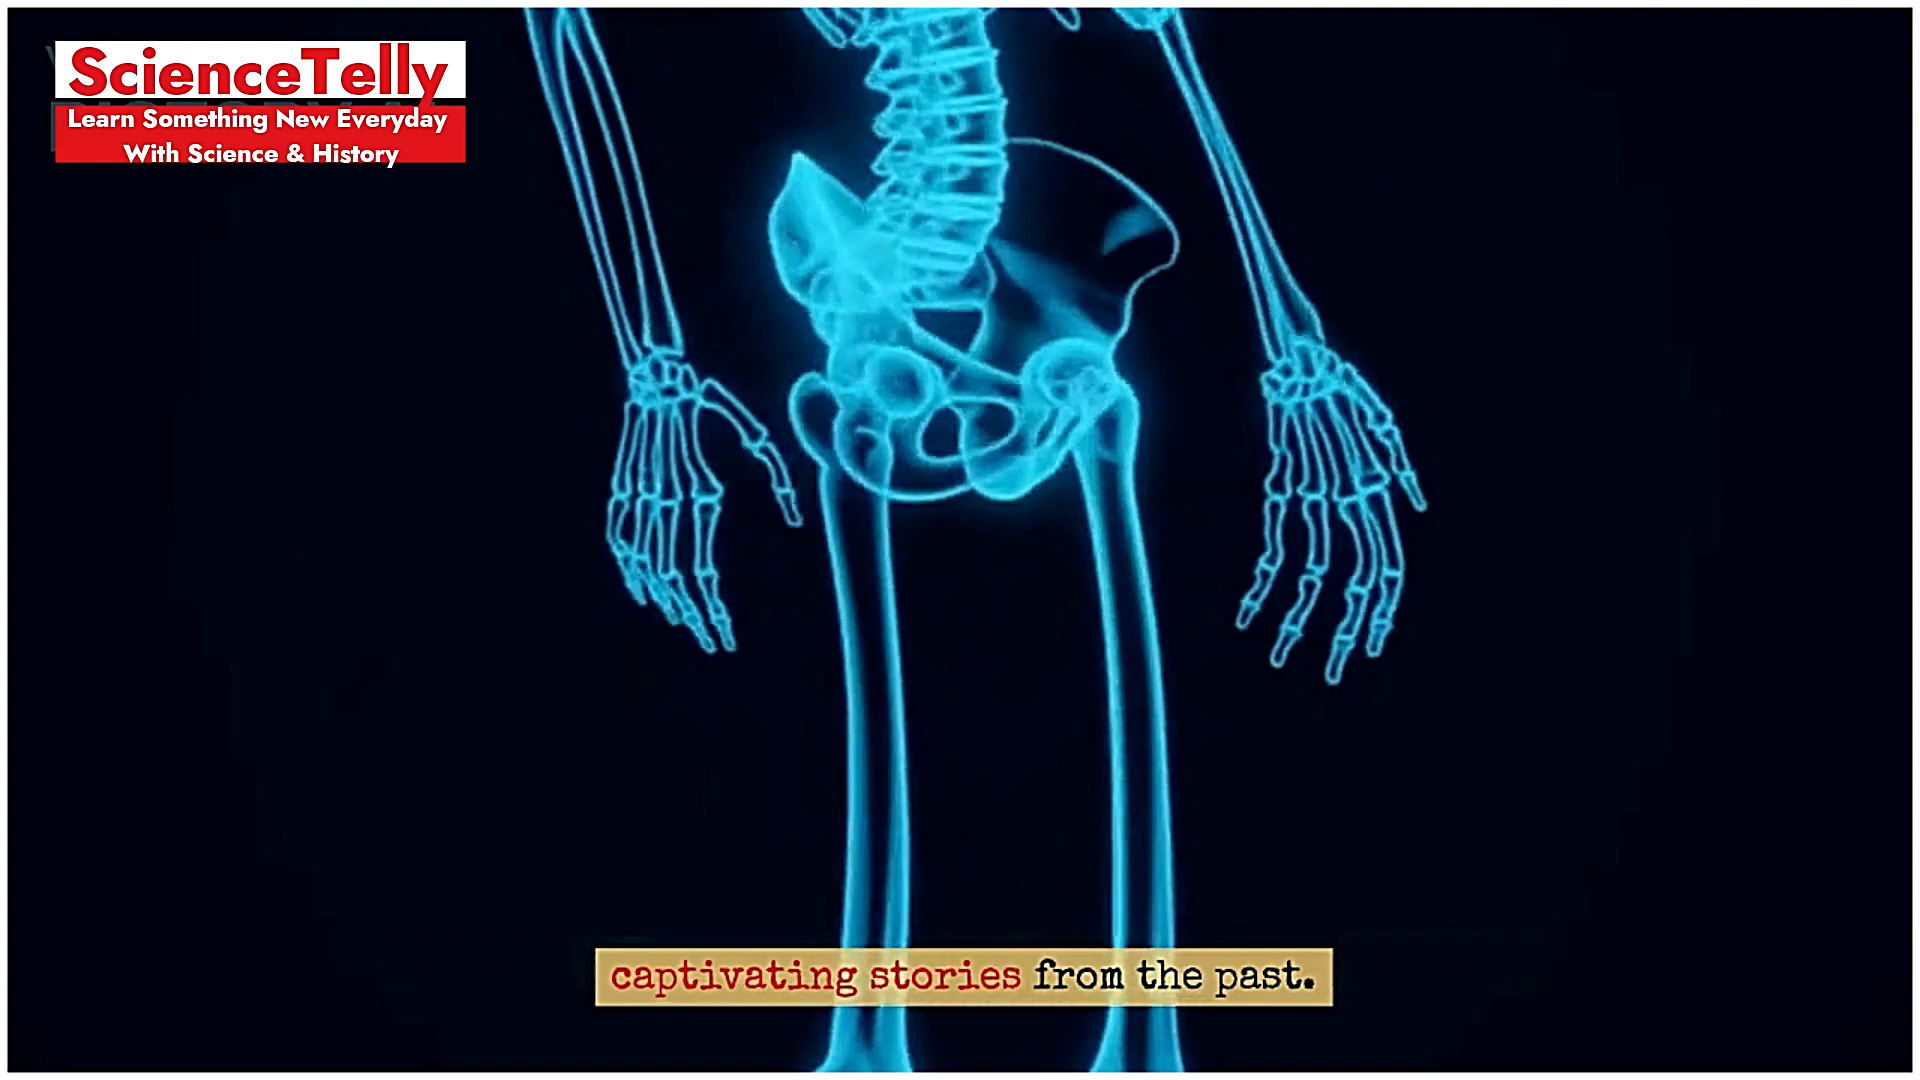 ScienceTelly
Learn Something New Everyday
With Science & History
captivating stories from the past.